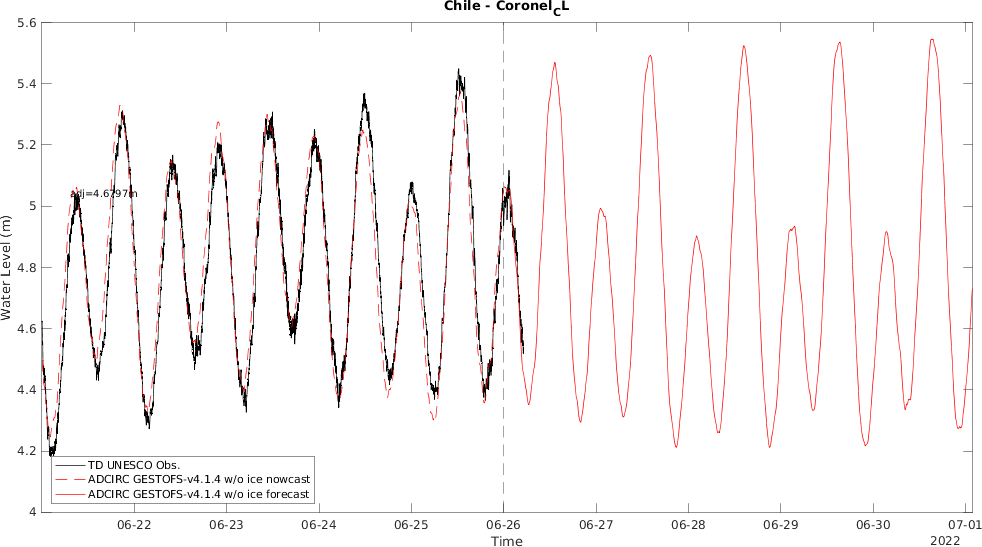 Chile - Coronel_CL
5.6
5.4
5.2
5
4.8
4.6
4.4
4.2
4
Water Level (m)
adj=4.6797m
TD UNESCO Obs.
ADCIRC GESTOFS-v4.1.4 w/o ice nowcast
ADCIRC GESTOFS-v4.1.4 w/o ice forecast
06-22 06-23 06-24 06-25 06-26 06-27 06-28 06-29 06-30 07-01
Time
2022